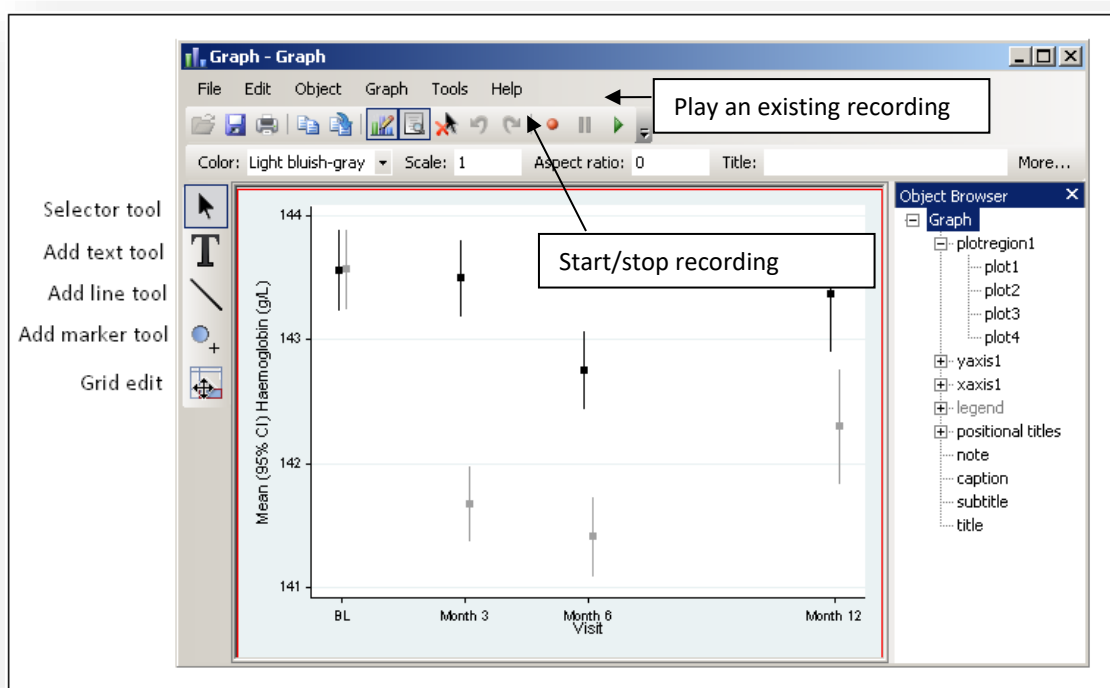 Graph - Graph
File Edit Object Graph Tools Help
Play an existing recording
Color: Light bluish-gray Scale: 1 Aspect ratio: 0 Title: More...
Selector tool
Add text tool
Add line tool
Add marker tool
Grid edit
T
Start/stop recording
Mean (95% CI) Haemoglobin (g/L)
144
143
142
141
BL Month 3 Month 6 Month 12
Visit
Object Browser
Graph
plotregion1
plot1
plot2
plot3
plot4
yaxis1
xaxis1
legend
positional titles
note
caption
subtitle
title